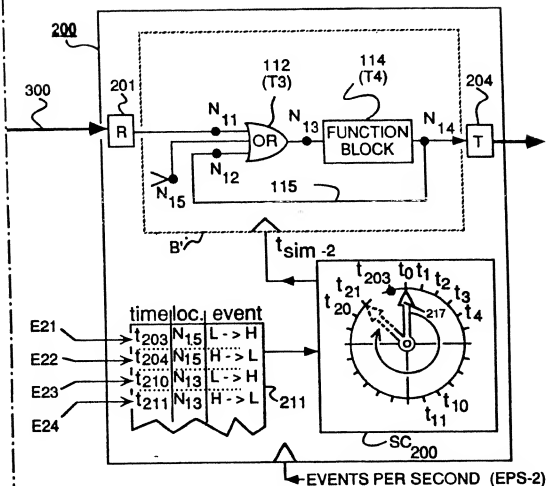 200
300
201
R
N11
112
(T3)
OR
N13
114
(T4)
FUNCTION
BLOCK
N14
204
T
N12
N15
115
B'
tsim -2
time loc. event
E21 t203 N15 L -> H
E22 t204 N15 H -> L
E23 t210 N13 L -> H
E24 t211 N13 H -> L
211
t203 t0 t1
t21 t2
t20 t3
217 t4
t10
t11
SC200
EVENTS PER SECOND (EPS-2)